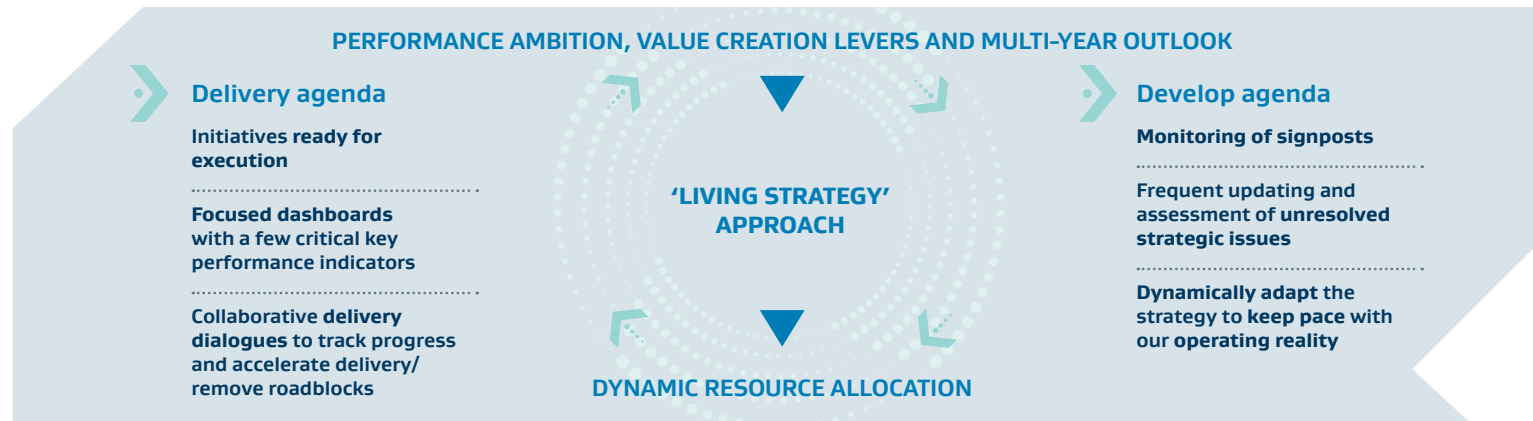 PERFORMANCE AMBITION, VALUE CREATION LEVERS AND MULTI-YEAR OUTLOOK
Delivery agenda
Initiatives ready for
execution
Focused dashboards
with a few critical key
performance indicators
Collaborative delivery
dialogues to track progress
and accelerate delivery/
remove roadblocks
‘LIVING STRATEGY’
APPROACH
DYNAMIC RESOURCE ALLOCATION
Develop agenda
Monitoring of signposts
Frequent updating and
assessment of unresolved
strategic issues
Dynamically adapt the
strategy to keep pace with
our operating reality